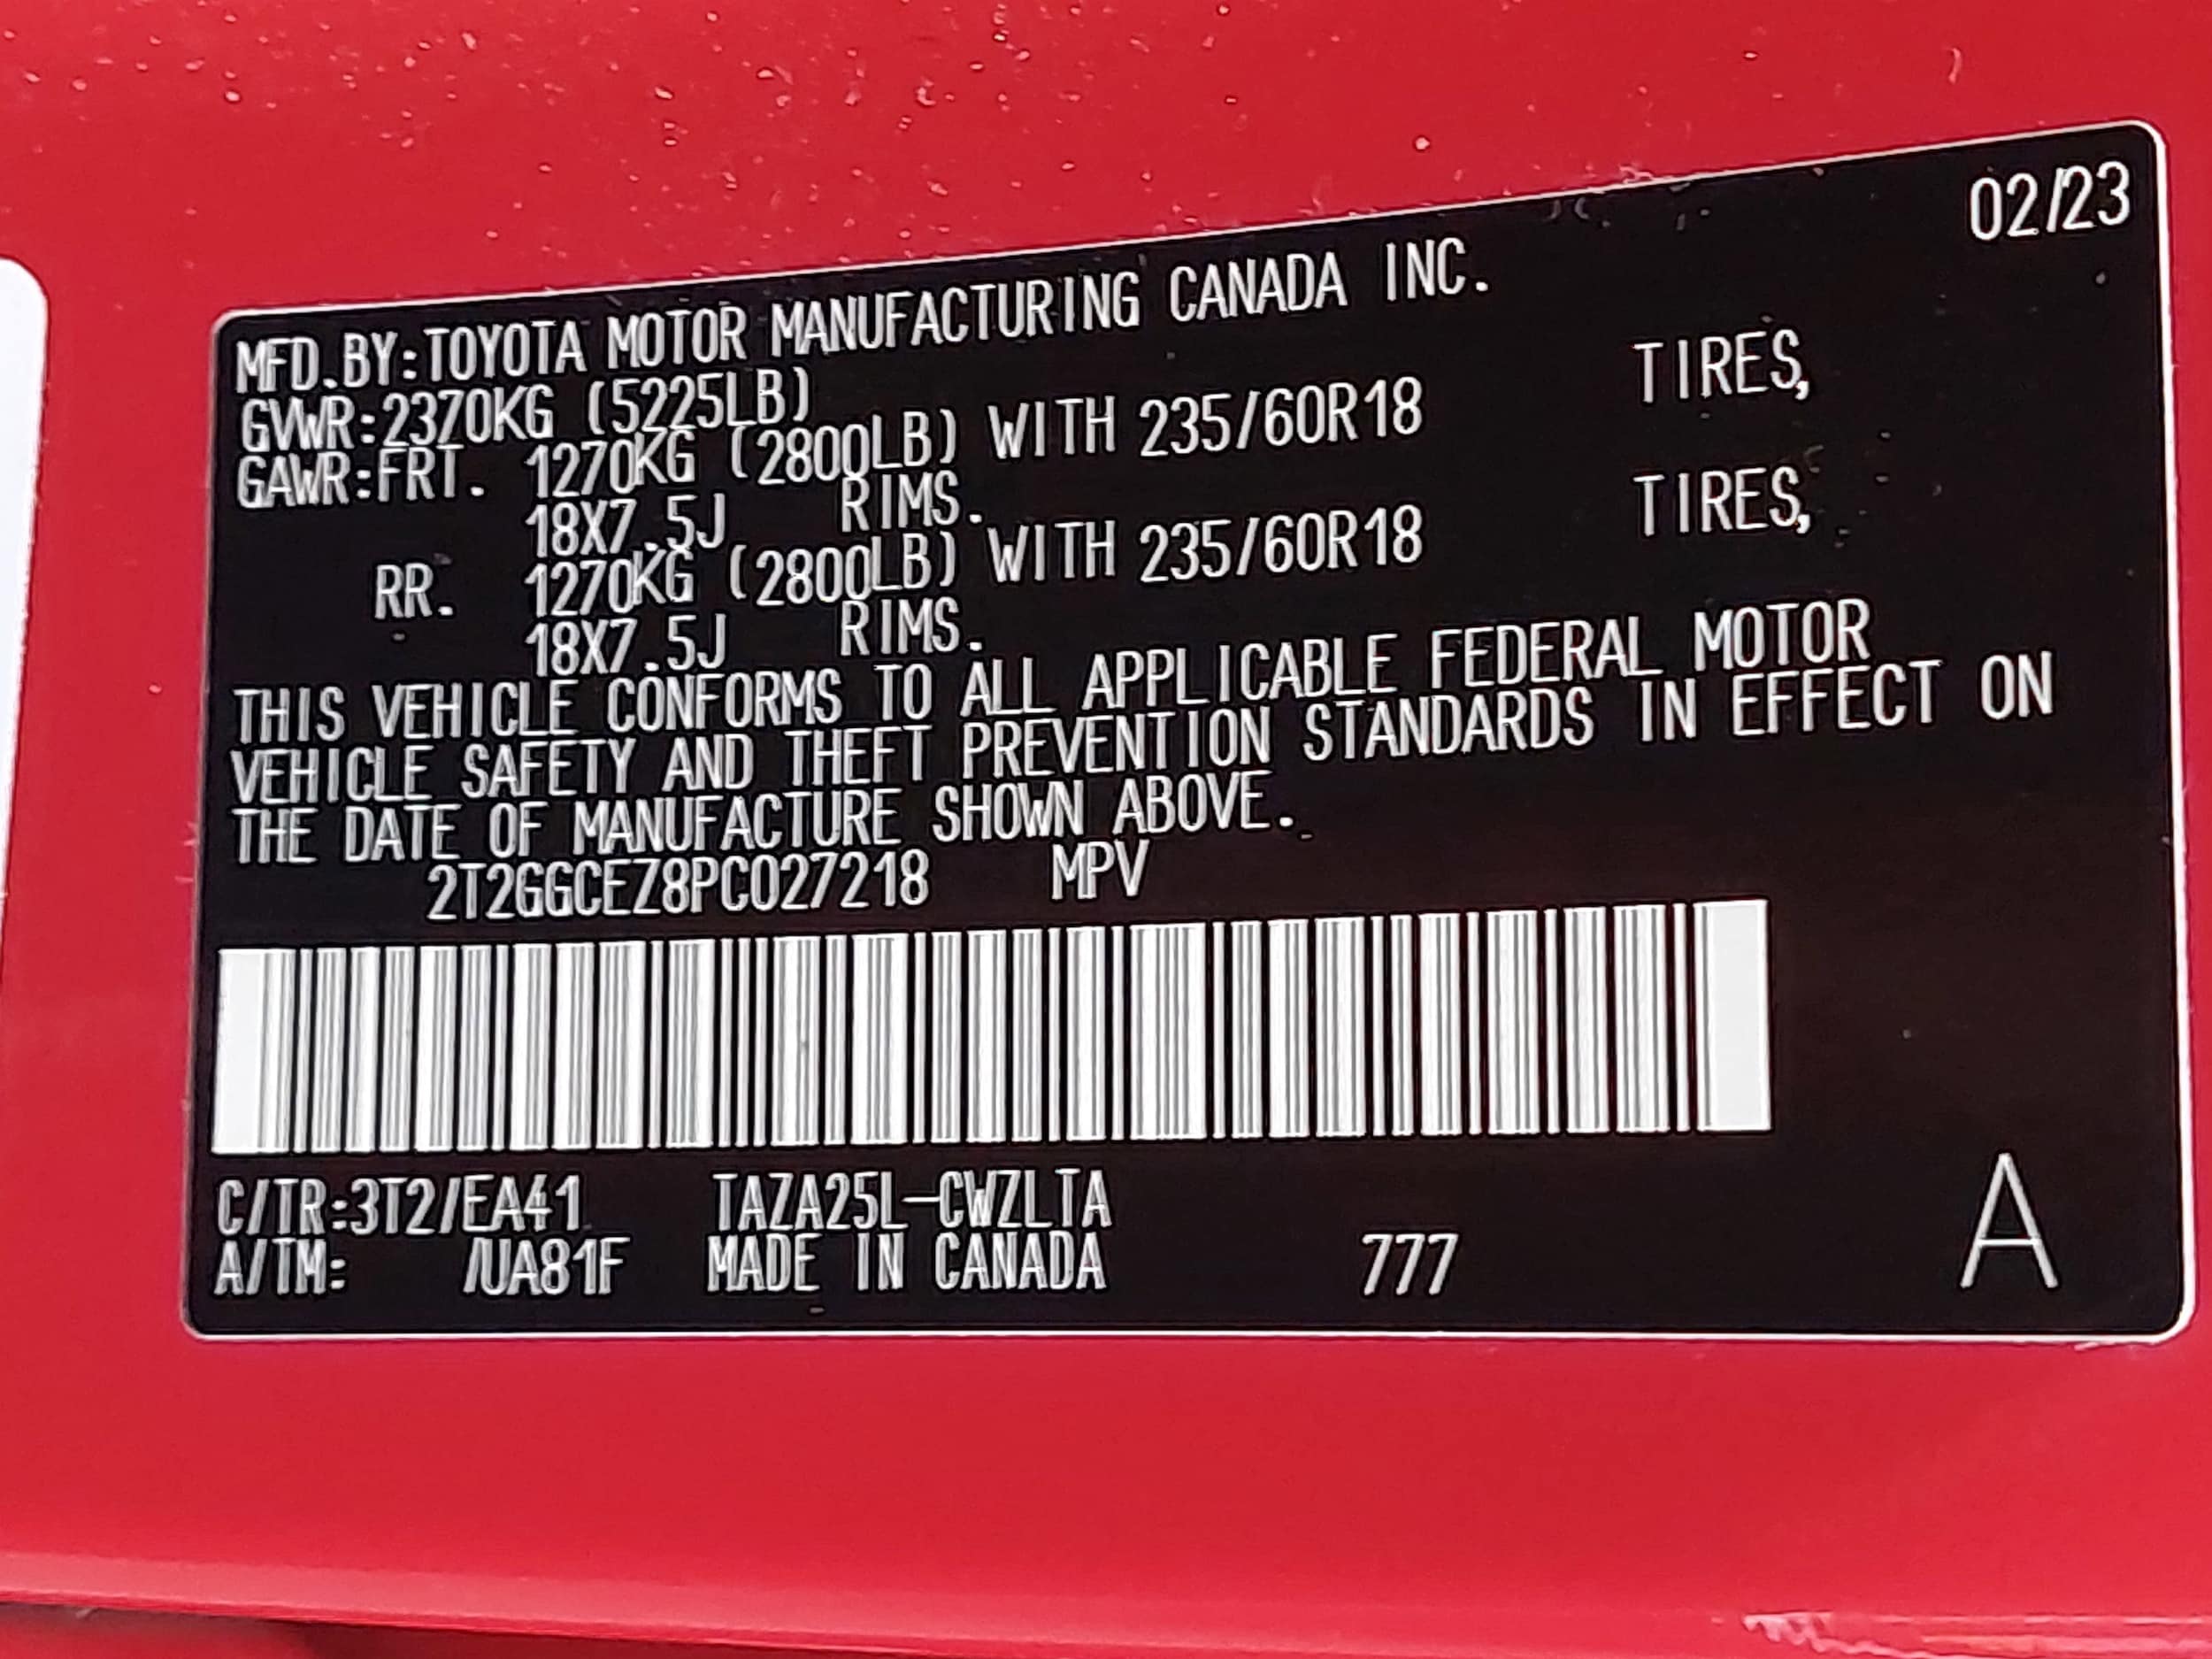 02/23
MFD.BY:TOYOTA MOTOR MANUFACTURING CANADA INC.
GVWR:2370KG (5225LB)
GAWR:FRT. 1270KG (2800LB) WITH 235/60R18 TIRES,
18X7.5J RIMS.
RR. 1270KG (2800LB) WITH 235/60R18 TIRES,
18X7.5J RIMS.
THIS VEHICLE CONFORMS TO ALL APPLICABLE FEDERAL MOTOR
VEHICLE SAFETY AND THEFT PREVENTION STANDARDS IN EFFECT ON
THE DATE OF MANUFACTURE SHOWN ABOVE.
2T2GGCEZ8PC027218 MPV
C/TR:3T2/EA41 TAZA25L-CWZLTA
A/TM: /UA81F MADE IN CANADA 777 A